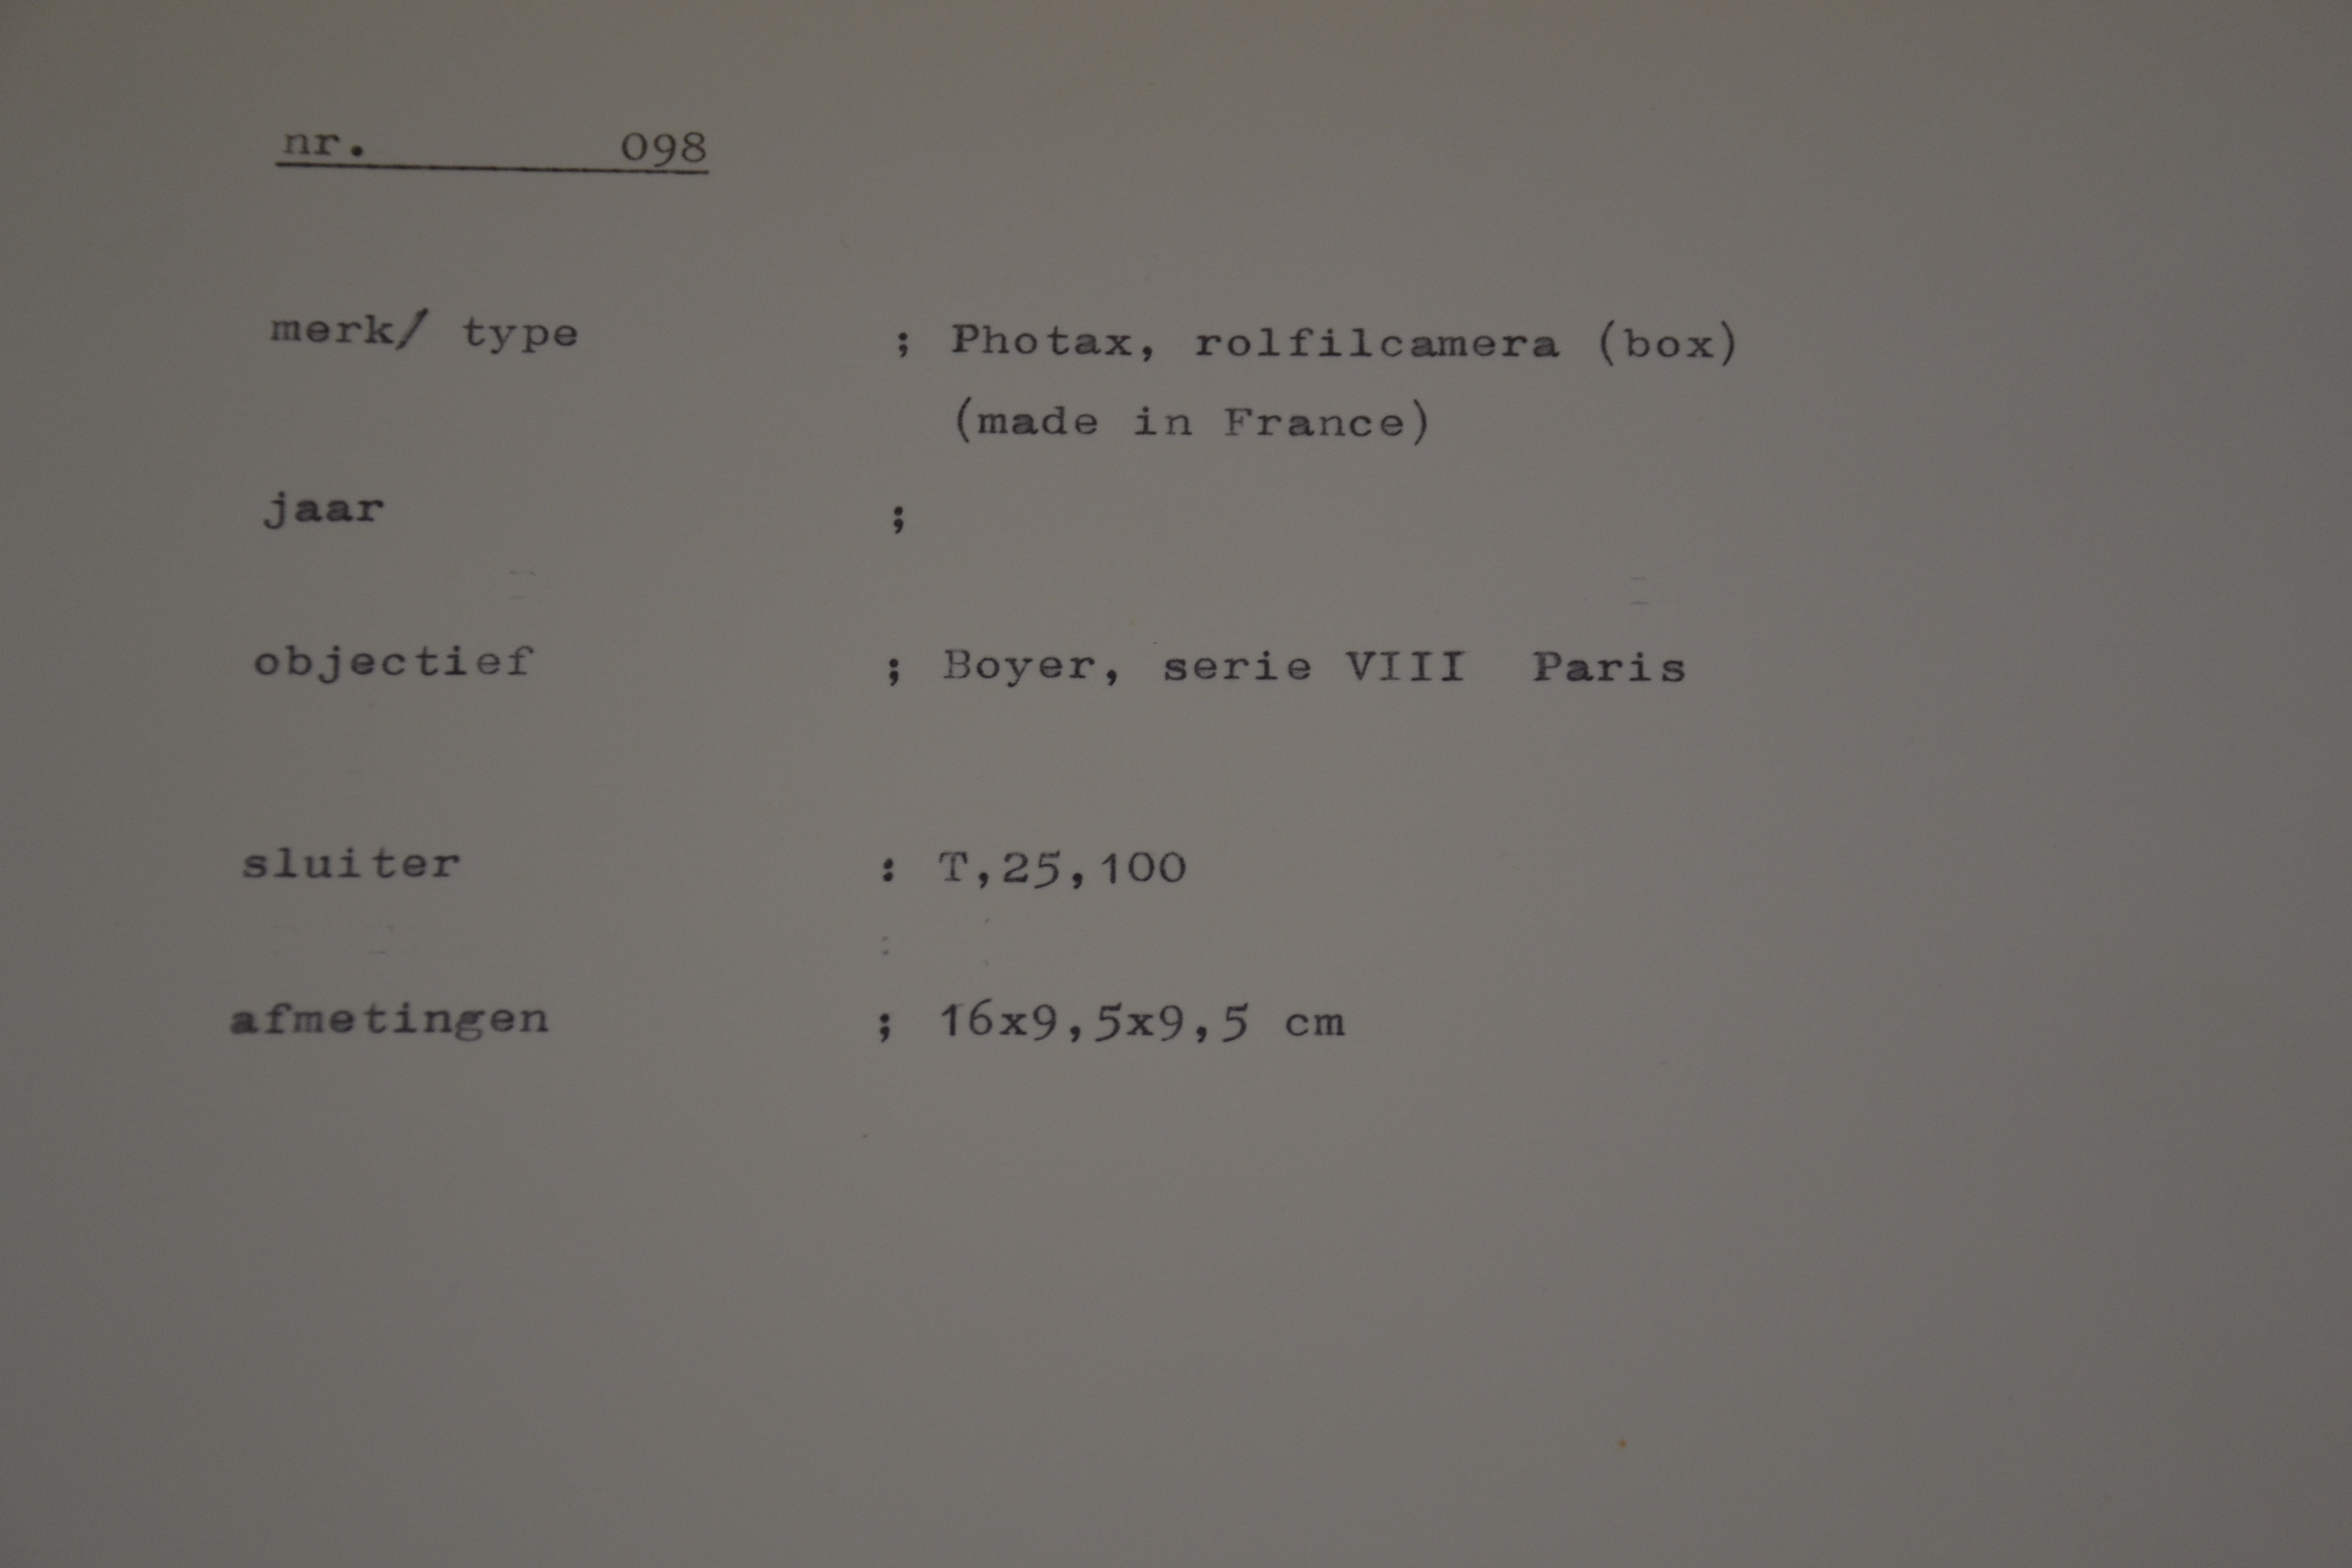 nr. 098
merk/ type ; Photax, rolfilcamera (box)
(made in France)
jaar ;
objectief ; Boyer, serie VIII Paris
sluiter : T,25,100
afmetingen ; 16x9,5x9,5 cm